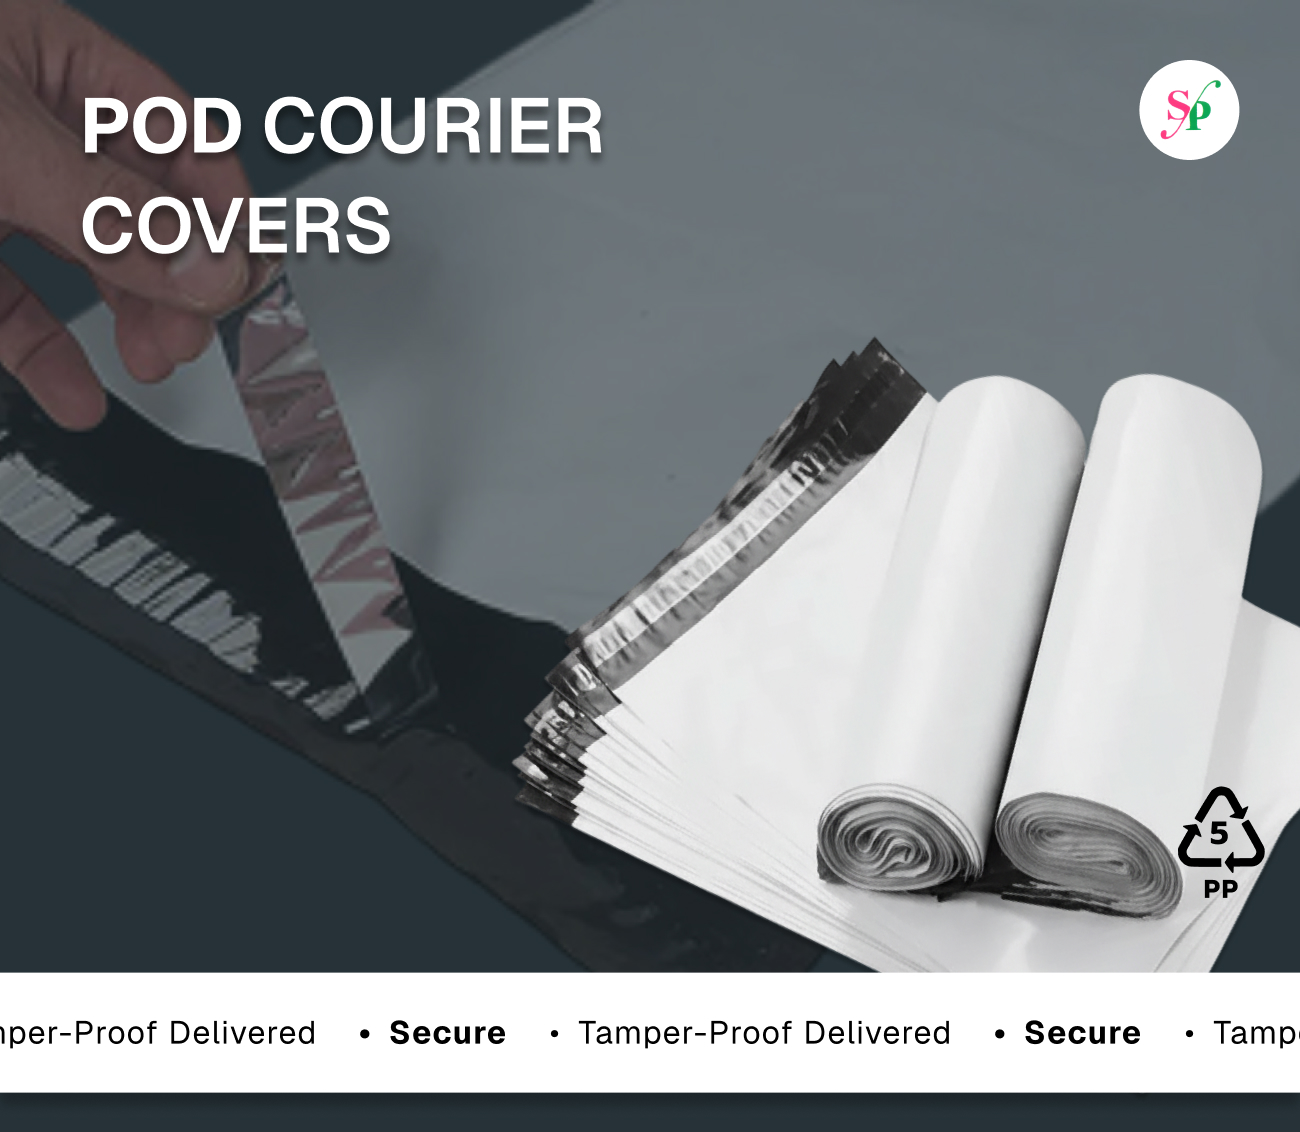 POD COURIER
COVERS
SP
5
PP
per-Proof Delivered • Secure • Tamper-Proof Delivered • Secure • Tamp